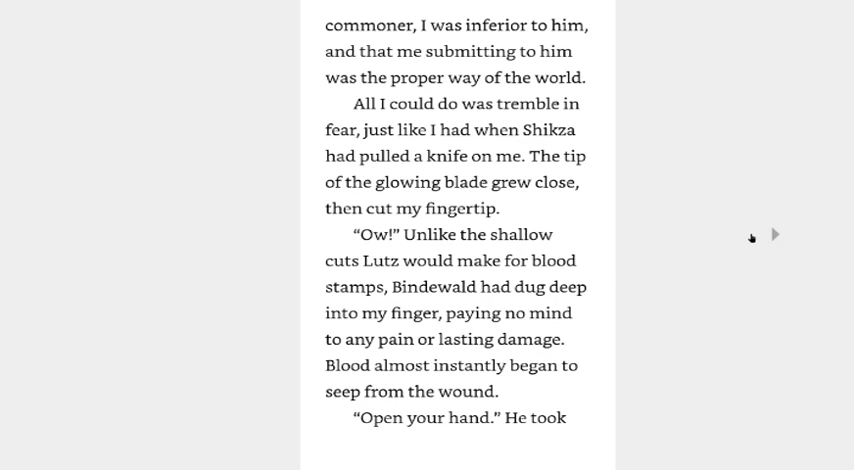 commoner, I was inferior to him,
and that me submitting to him
was the proper way of the world.
All I could do was tremble in
fear, just like I had when Shikza
had pulled a knife on me. The tip
of the glowing blade grew close,
then cut my fingertip.
“Ow!” Unlike the shallow
cuts Lutz would make for blood
stamps, Bindewald had dug deep
into my finger, paying no mind
to any pain or lasting damage.
Blood almost instantly began to
seep from the wound.
“Open your hand.” He took